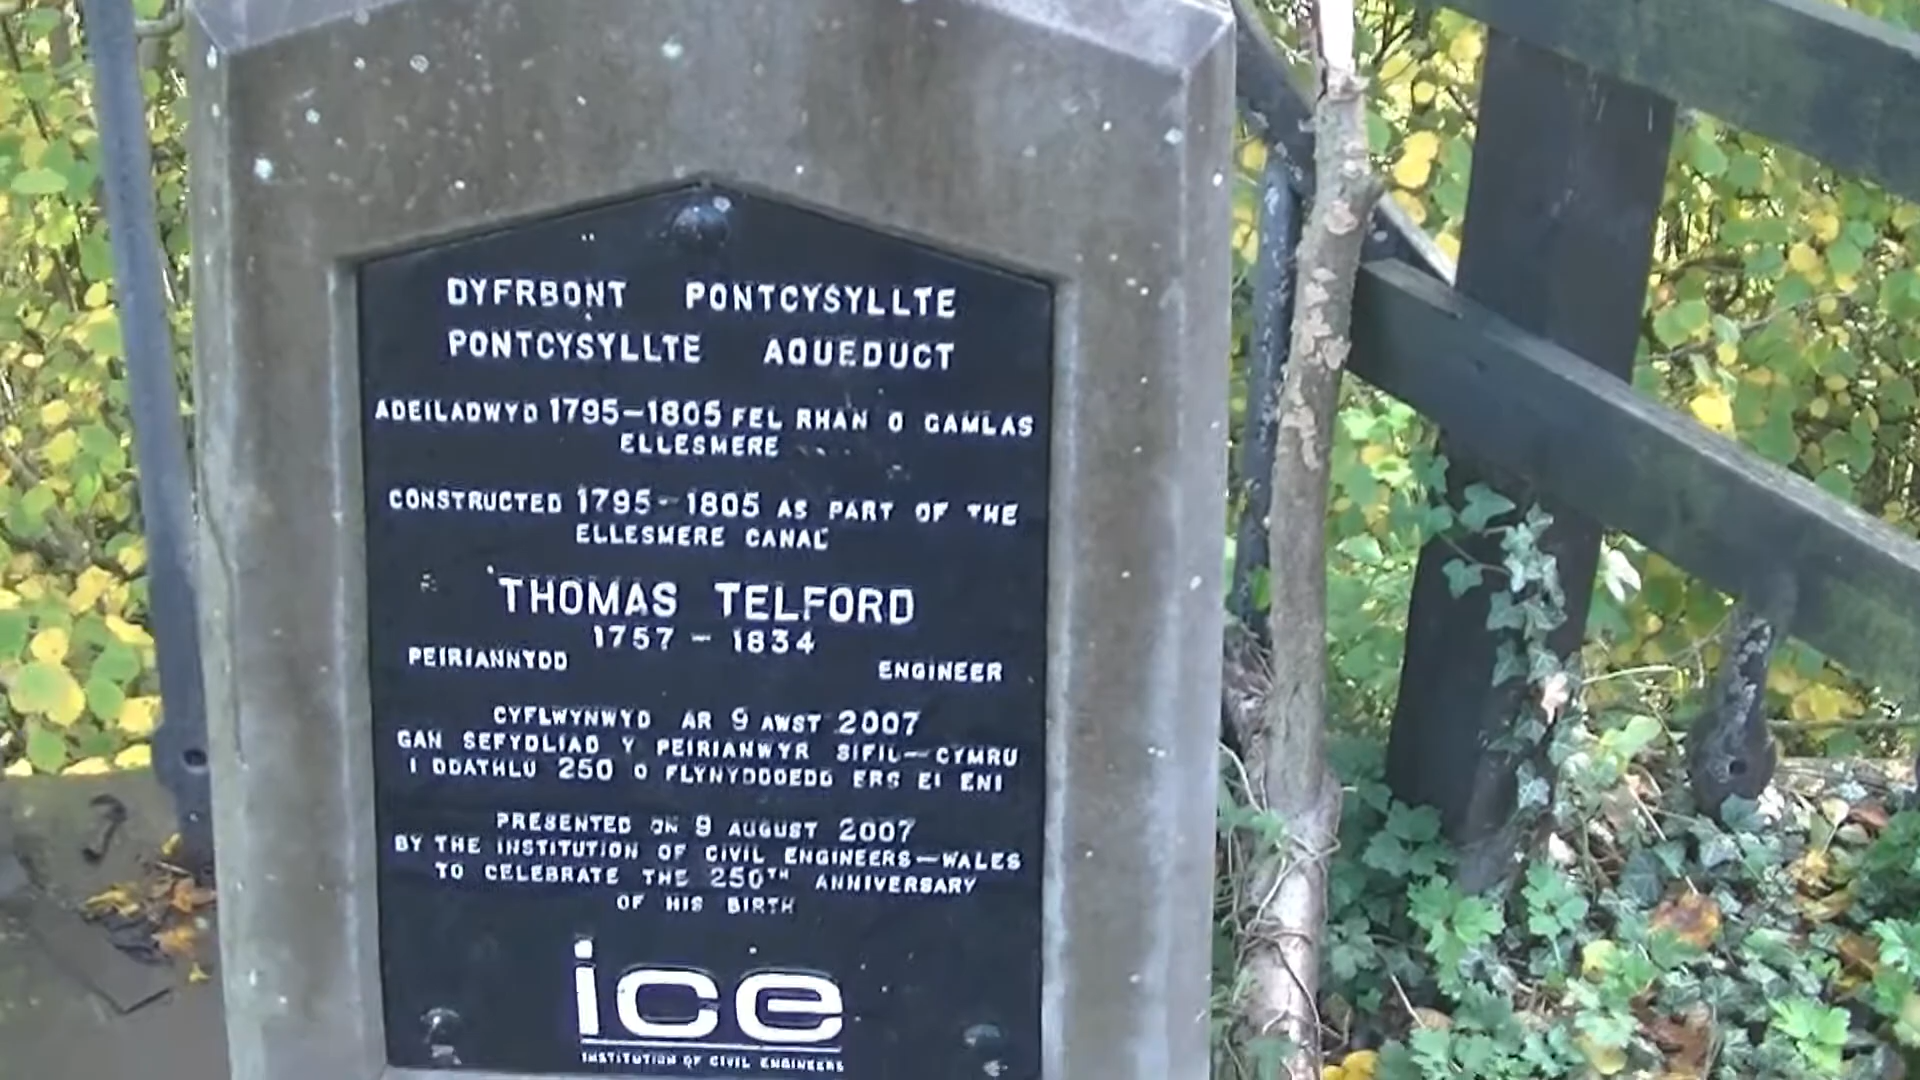 DYFRBONT PONTCYSYLLTE
PONTCYSYLLTE AQUEDUCT
ADEILADWYD 1795-1805 FEL RHAN O GAMLAS
ELLESMERE
CONSTRUCTED 1795-1805 AS PART OF THE
ELLESMERE CANAL
THOMAS TELFORD
1757 - 1834
PEIRIANNYDD ENGINEER
CYFLWYNWYD AR 9 AWST 2007
GAN SEFYDLIAD Y PEIRIANWYR SIFIL-CYMRU
I DDATHLU 250 O FLYNYDDOEDD ERS EI ENI
PRESENTED ON 9 AUGUST 2007
BY THE INSTITUTION OF CIVIL ENGINEERS-WALES
TO CELEBRATE THE 250TH ANNIVERSARY
OF HIS BIRTH
ice
INSTITUTION OF CIVIL ENGINEERS